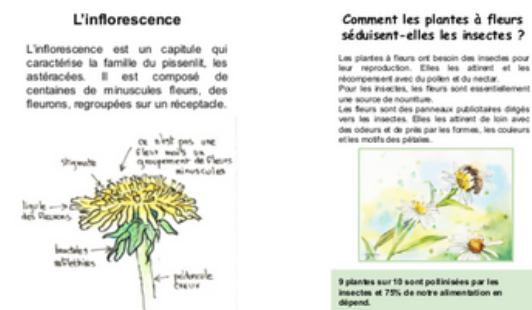 L'inflorescence
L'inflorescence est un capitule qui
caractérise la famille du pissenlit, les
astéracées. Il est composé de
centaines de minuscules fleurs, des
fleurons, regroupées sur un réceptacle.
ce n'est pas une
fleur mais un
groupement de fleurs
minuscules
stigmate
ligule
des fleurons
bractées
réfléchies
pédoncule
creux
Comment les plantes à fleurs
séduisent-elles les insectes ?
Les plantes à fleurs ont besoin des insectes pour
leur reproduction. Elles les attirent et les
récompensent avec du pollen et du nectar.
Pour les insectes, les fleurs sont essentiellement
une source de nourriture.
Les fleurs sont des panneaux publicitaires dirigés
vers les insectes. Elles les attirent de loin avec
des odeurs et de près par les formes, les couleurs
et les motifs des pétales.
9 plantes sur 10 sont pollinisées par les
insectes et 75% de notre alimentation en
dépend.